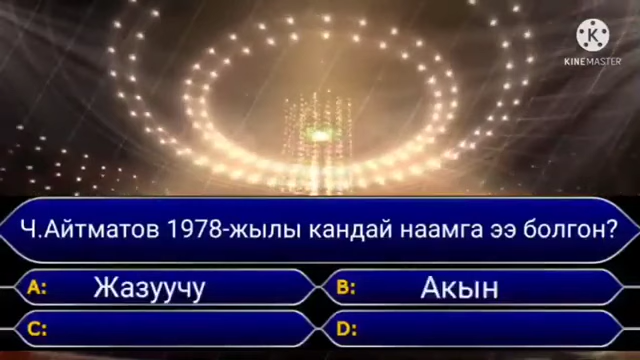 KINEMASTER
Ч.Айтматов 1978-жылы кандай наамга ээ болгон?
A: Жазуучу
B: Акын
C:
D: